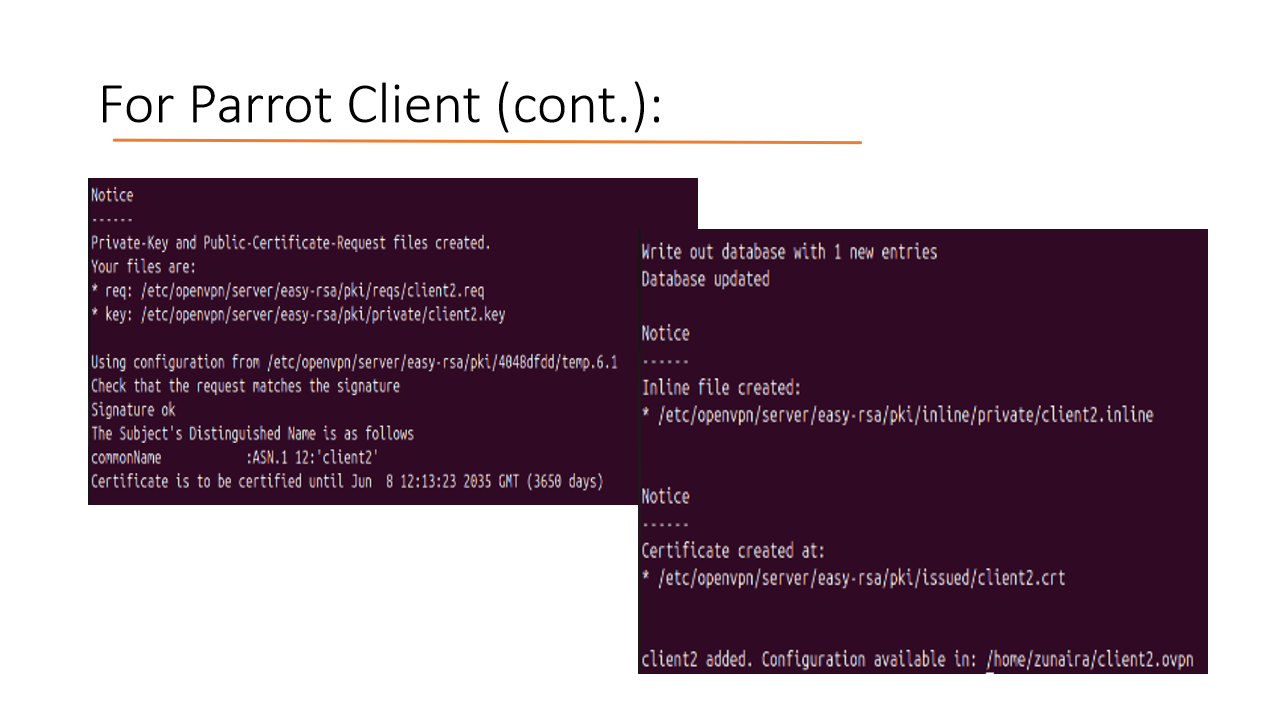 For Parrot Client (cont.):
Notice
------
Private-Key and Public-Certificate-Request files created.
Your files are:
* req: /etc/openvpn/server/easy-rsa/pki/reqs/client2.req
* key: /etc/openvpn/server/easy-rsa/pki/private/client2.key
Using configuration from /etc/openvpn/server/easy-rsa/pki/4048dfdd/temp.6.1
Check that the request matches the signature
Signature ok
The Subject's Distinguished Name is as follows
commonName            :ASN.1 12:'client2'
Certificate is to be certified until Jun  8 12:13:23 2035 GMT (3650 days)
Write out database with 1 new entries
Database updated
Notice
------
Inline file created:
* /etc/openvpn/server/easy-rsa/pki/inline/private/client2.inline
Notice
------
Certificate created at:
* /etc/openvpn/server/easy-rsa/pki/issued/client2.crt
client2 added. Configuration available in: /home/zunaira/client2.ovpn